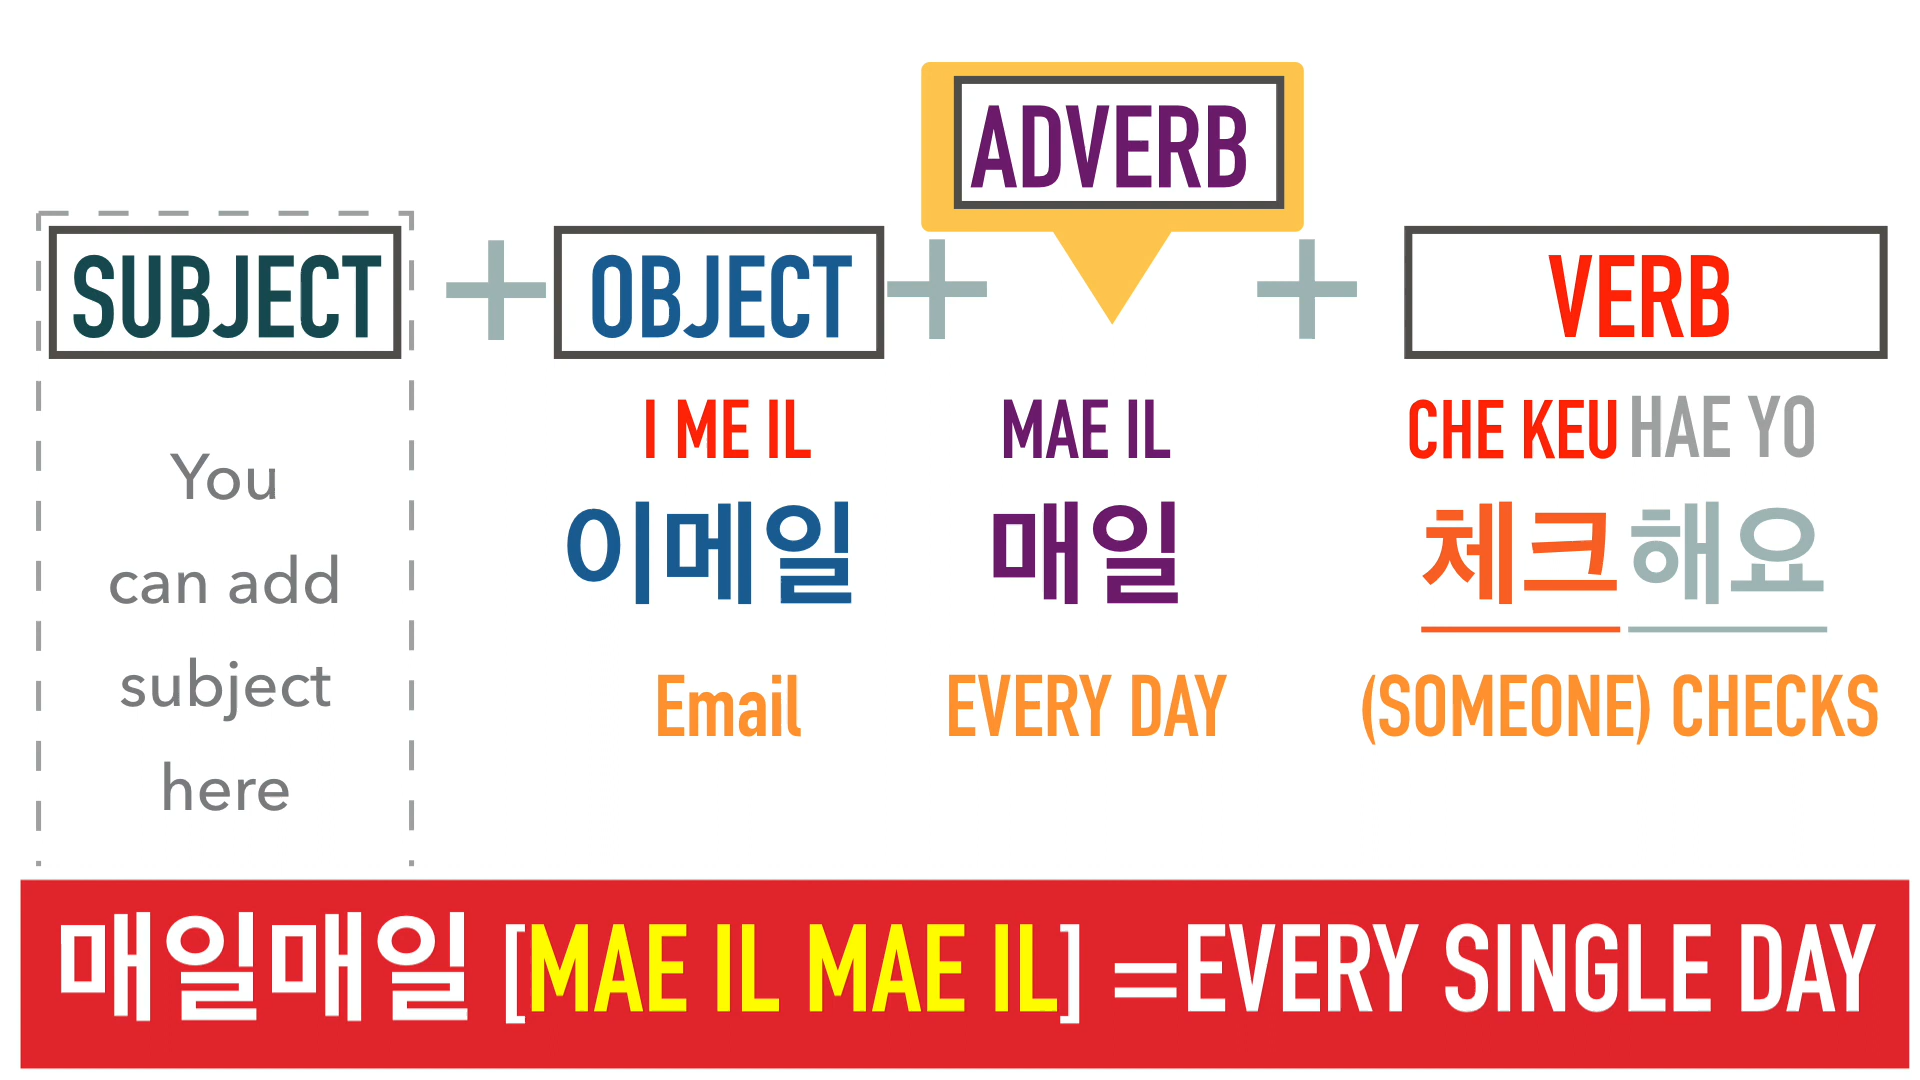 ADVERB
SUBJECT + OBJECT + + VERB
You
can add
subject
here
I ME IL
이메일
Email
MAE IL
매일
EVERY DAY
CHE KEU HAE YO
체크해요
(SOMEONE) CHECKS
매일매일 [MAE IL MAE IL] =EVERY SINGLE DAY